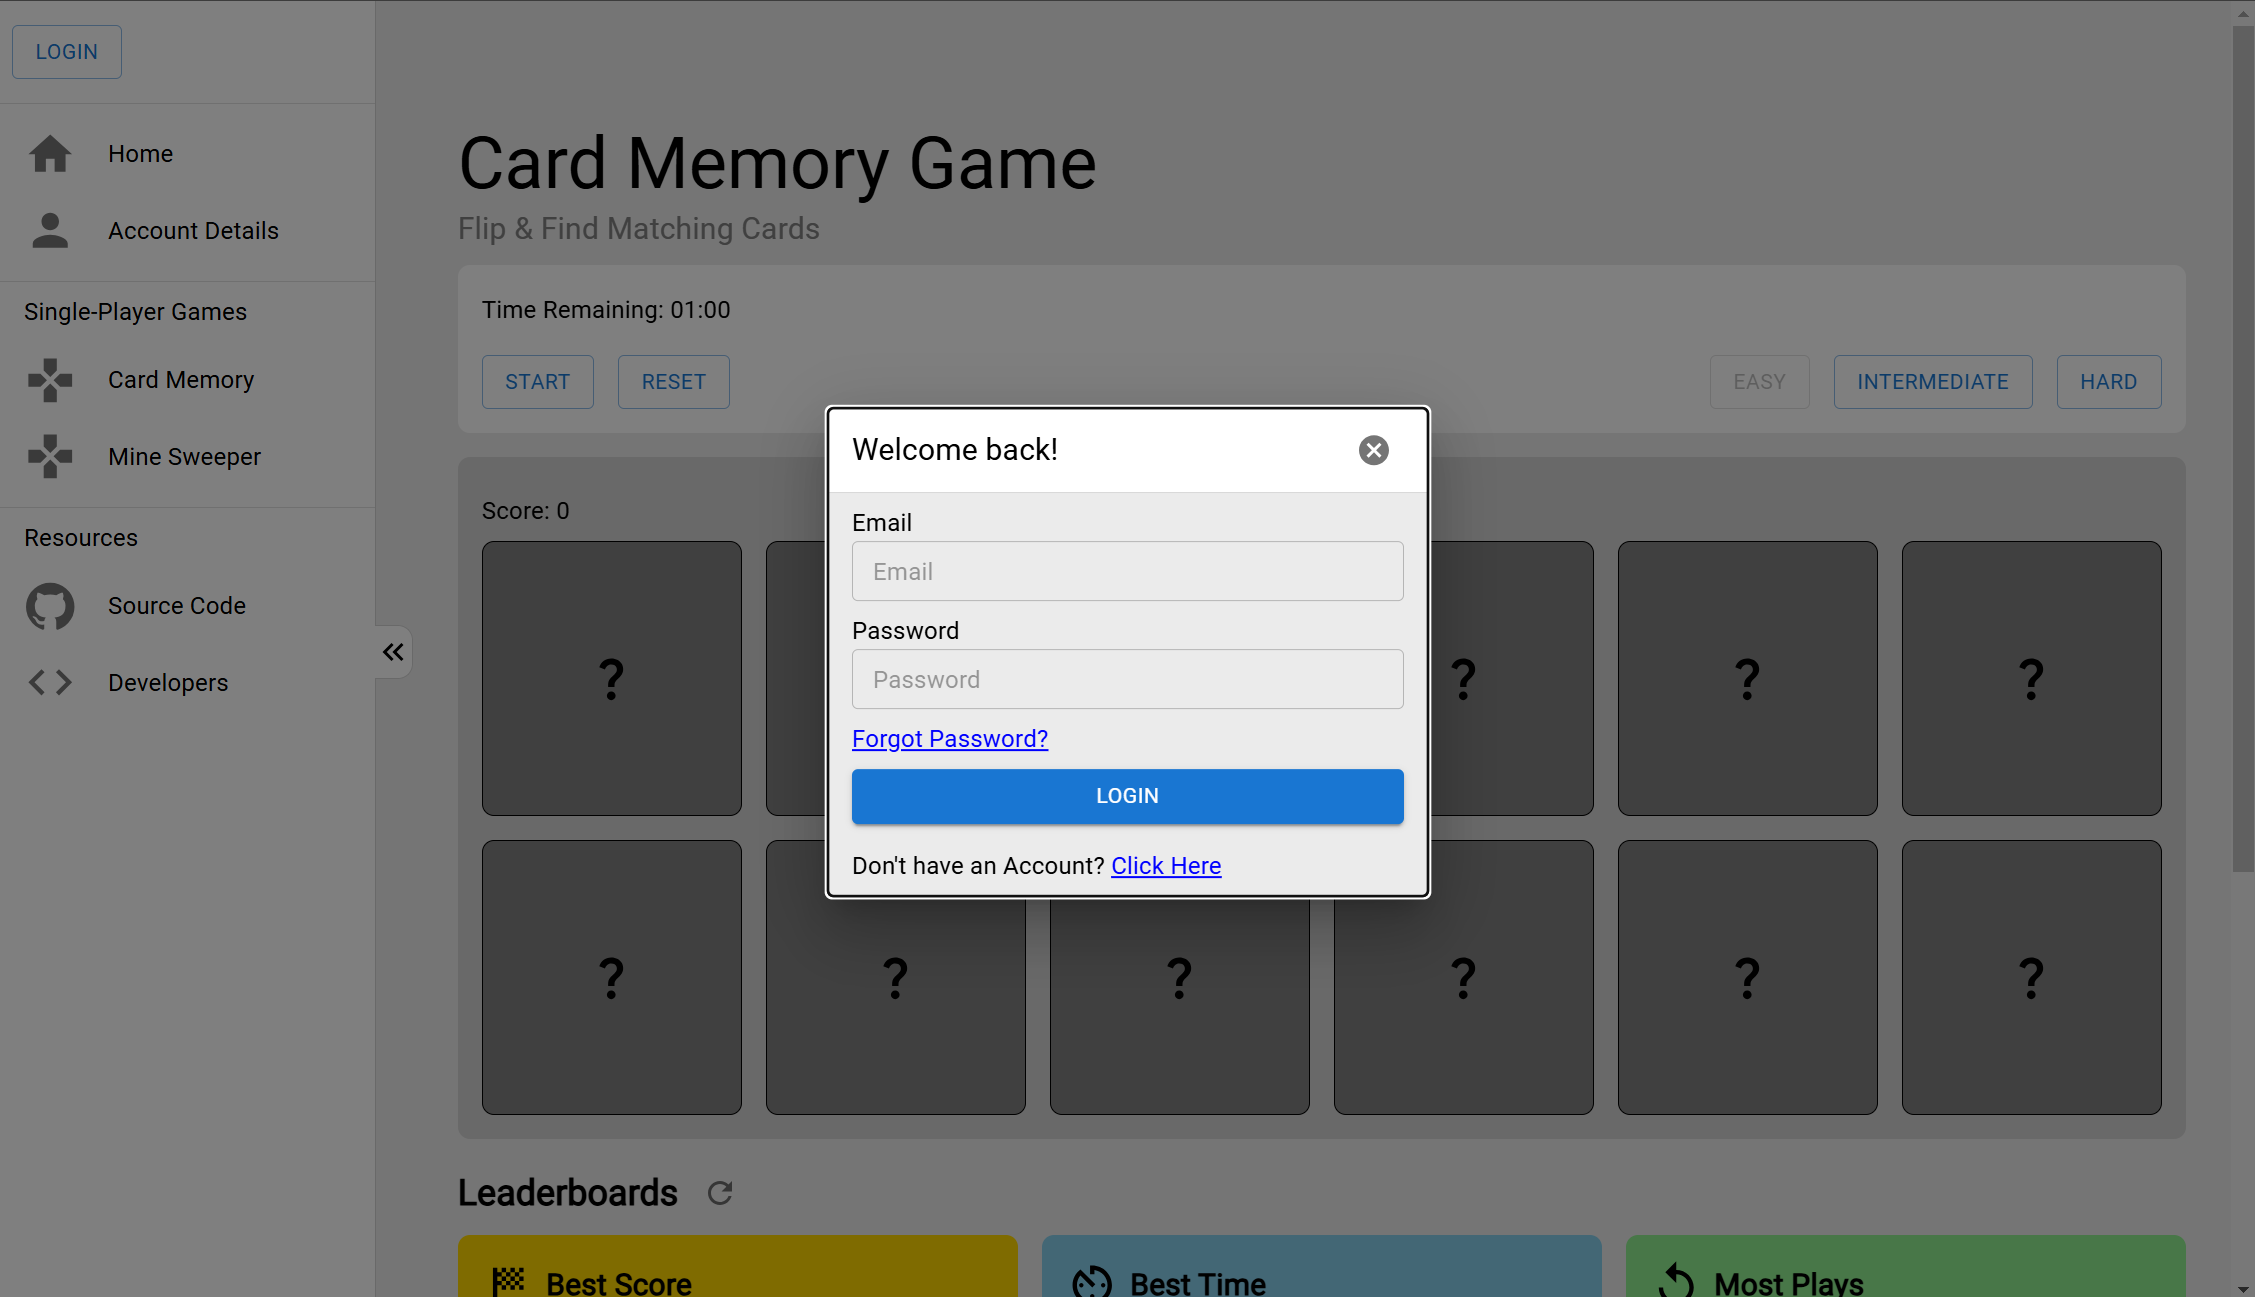 LOGIN
Home
Account Details
Single-Player Games
Card Memory
Mine Sweeper
Resources
Source Code
Developers
Card Memory Game
Flip & Find Matching Cards
Time Remaining: 01:00
START RESET EASY INTERMEDIATE HARD
Score: 0
? ? ? ?
? ? ? ? ? ?
Welcome back!
Email
Email
Password
Password
Forgot Password?
LOGIN
Don't have an Account? Click Here
Leaderboards
Best Score Best Time Most Plays